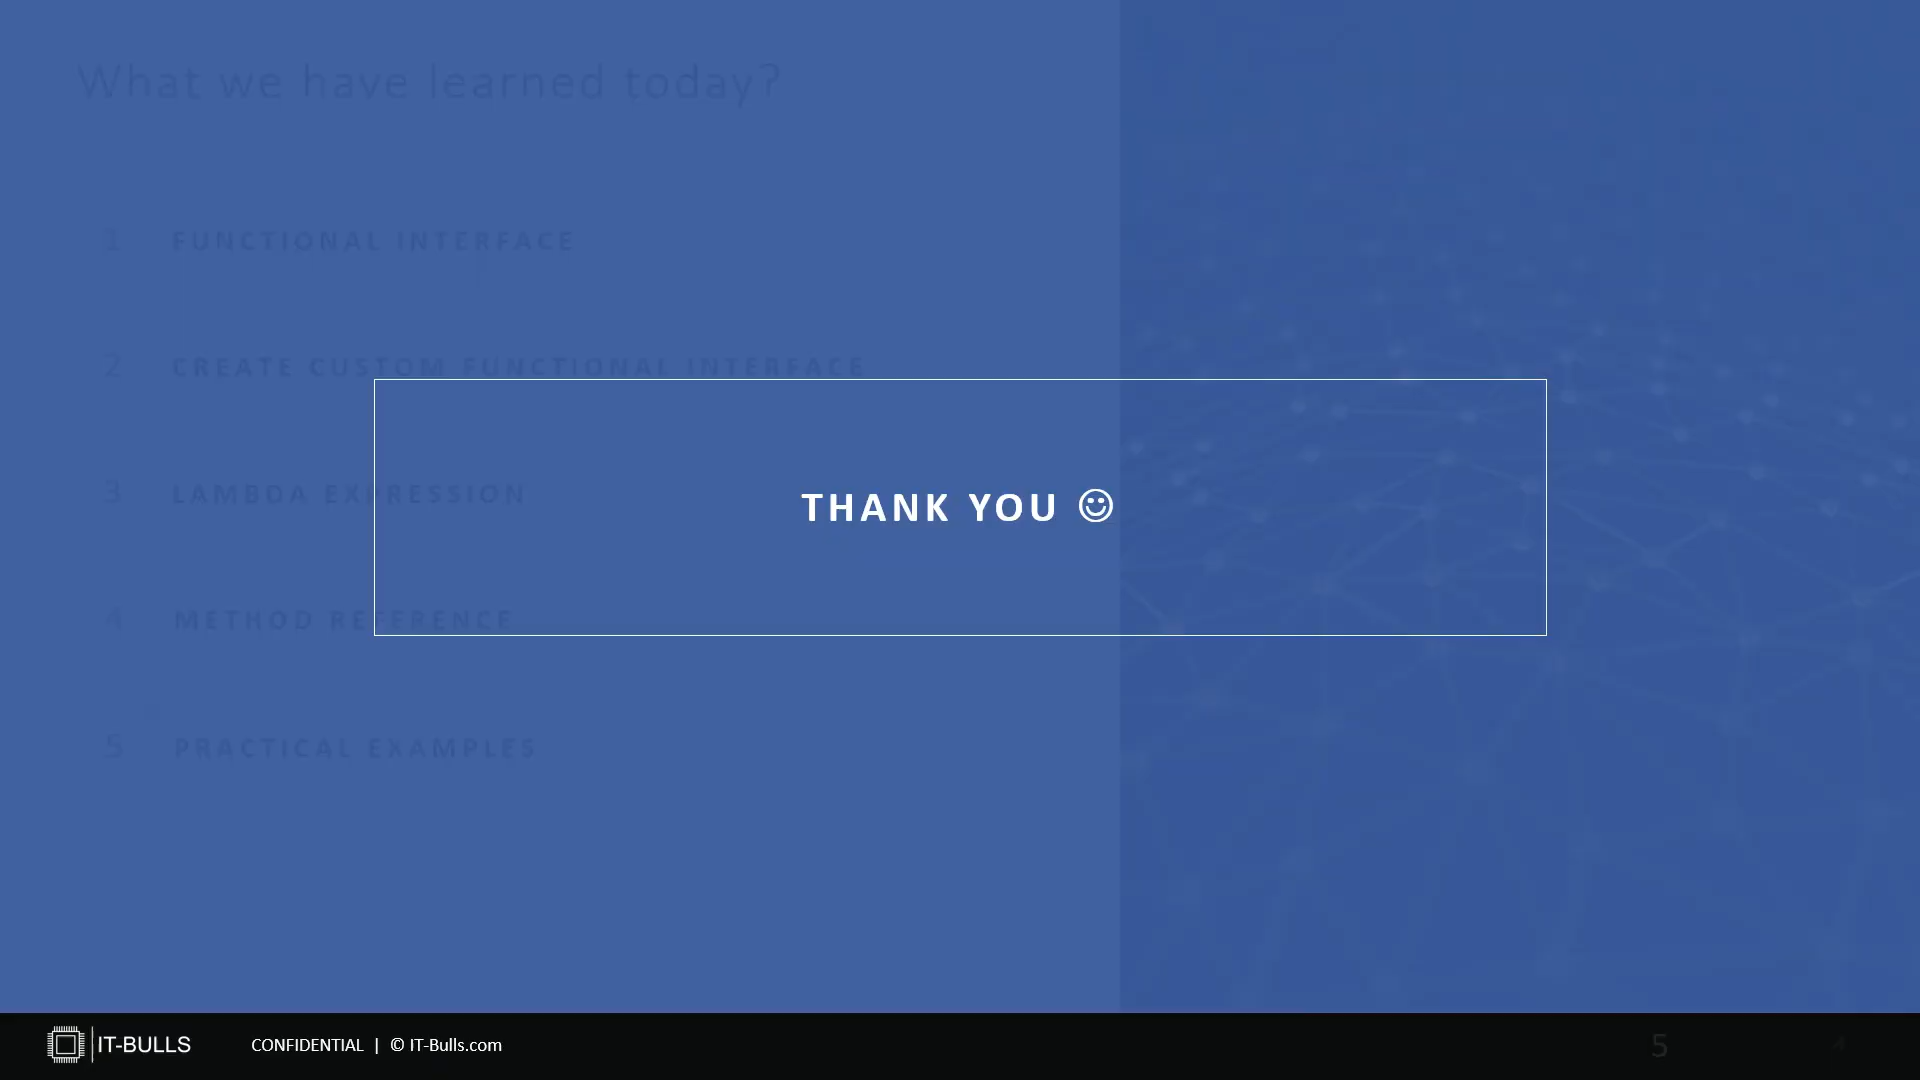 What we have learned today?
1 FUNCTIONAL INTERFACE
2 CREATE CUSTOM FUNCTIONAL INTERFACE
3 LAMBDA EXPRESSION
THANK YOU ☺
4 METHOD REFERENCE
5 PRACTICAL EXAMPLES
IT-BULLS CONFIDENTIAL | © IT-Bulls.com 5 4